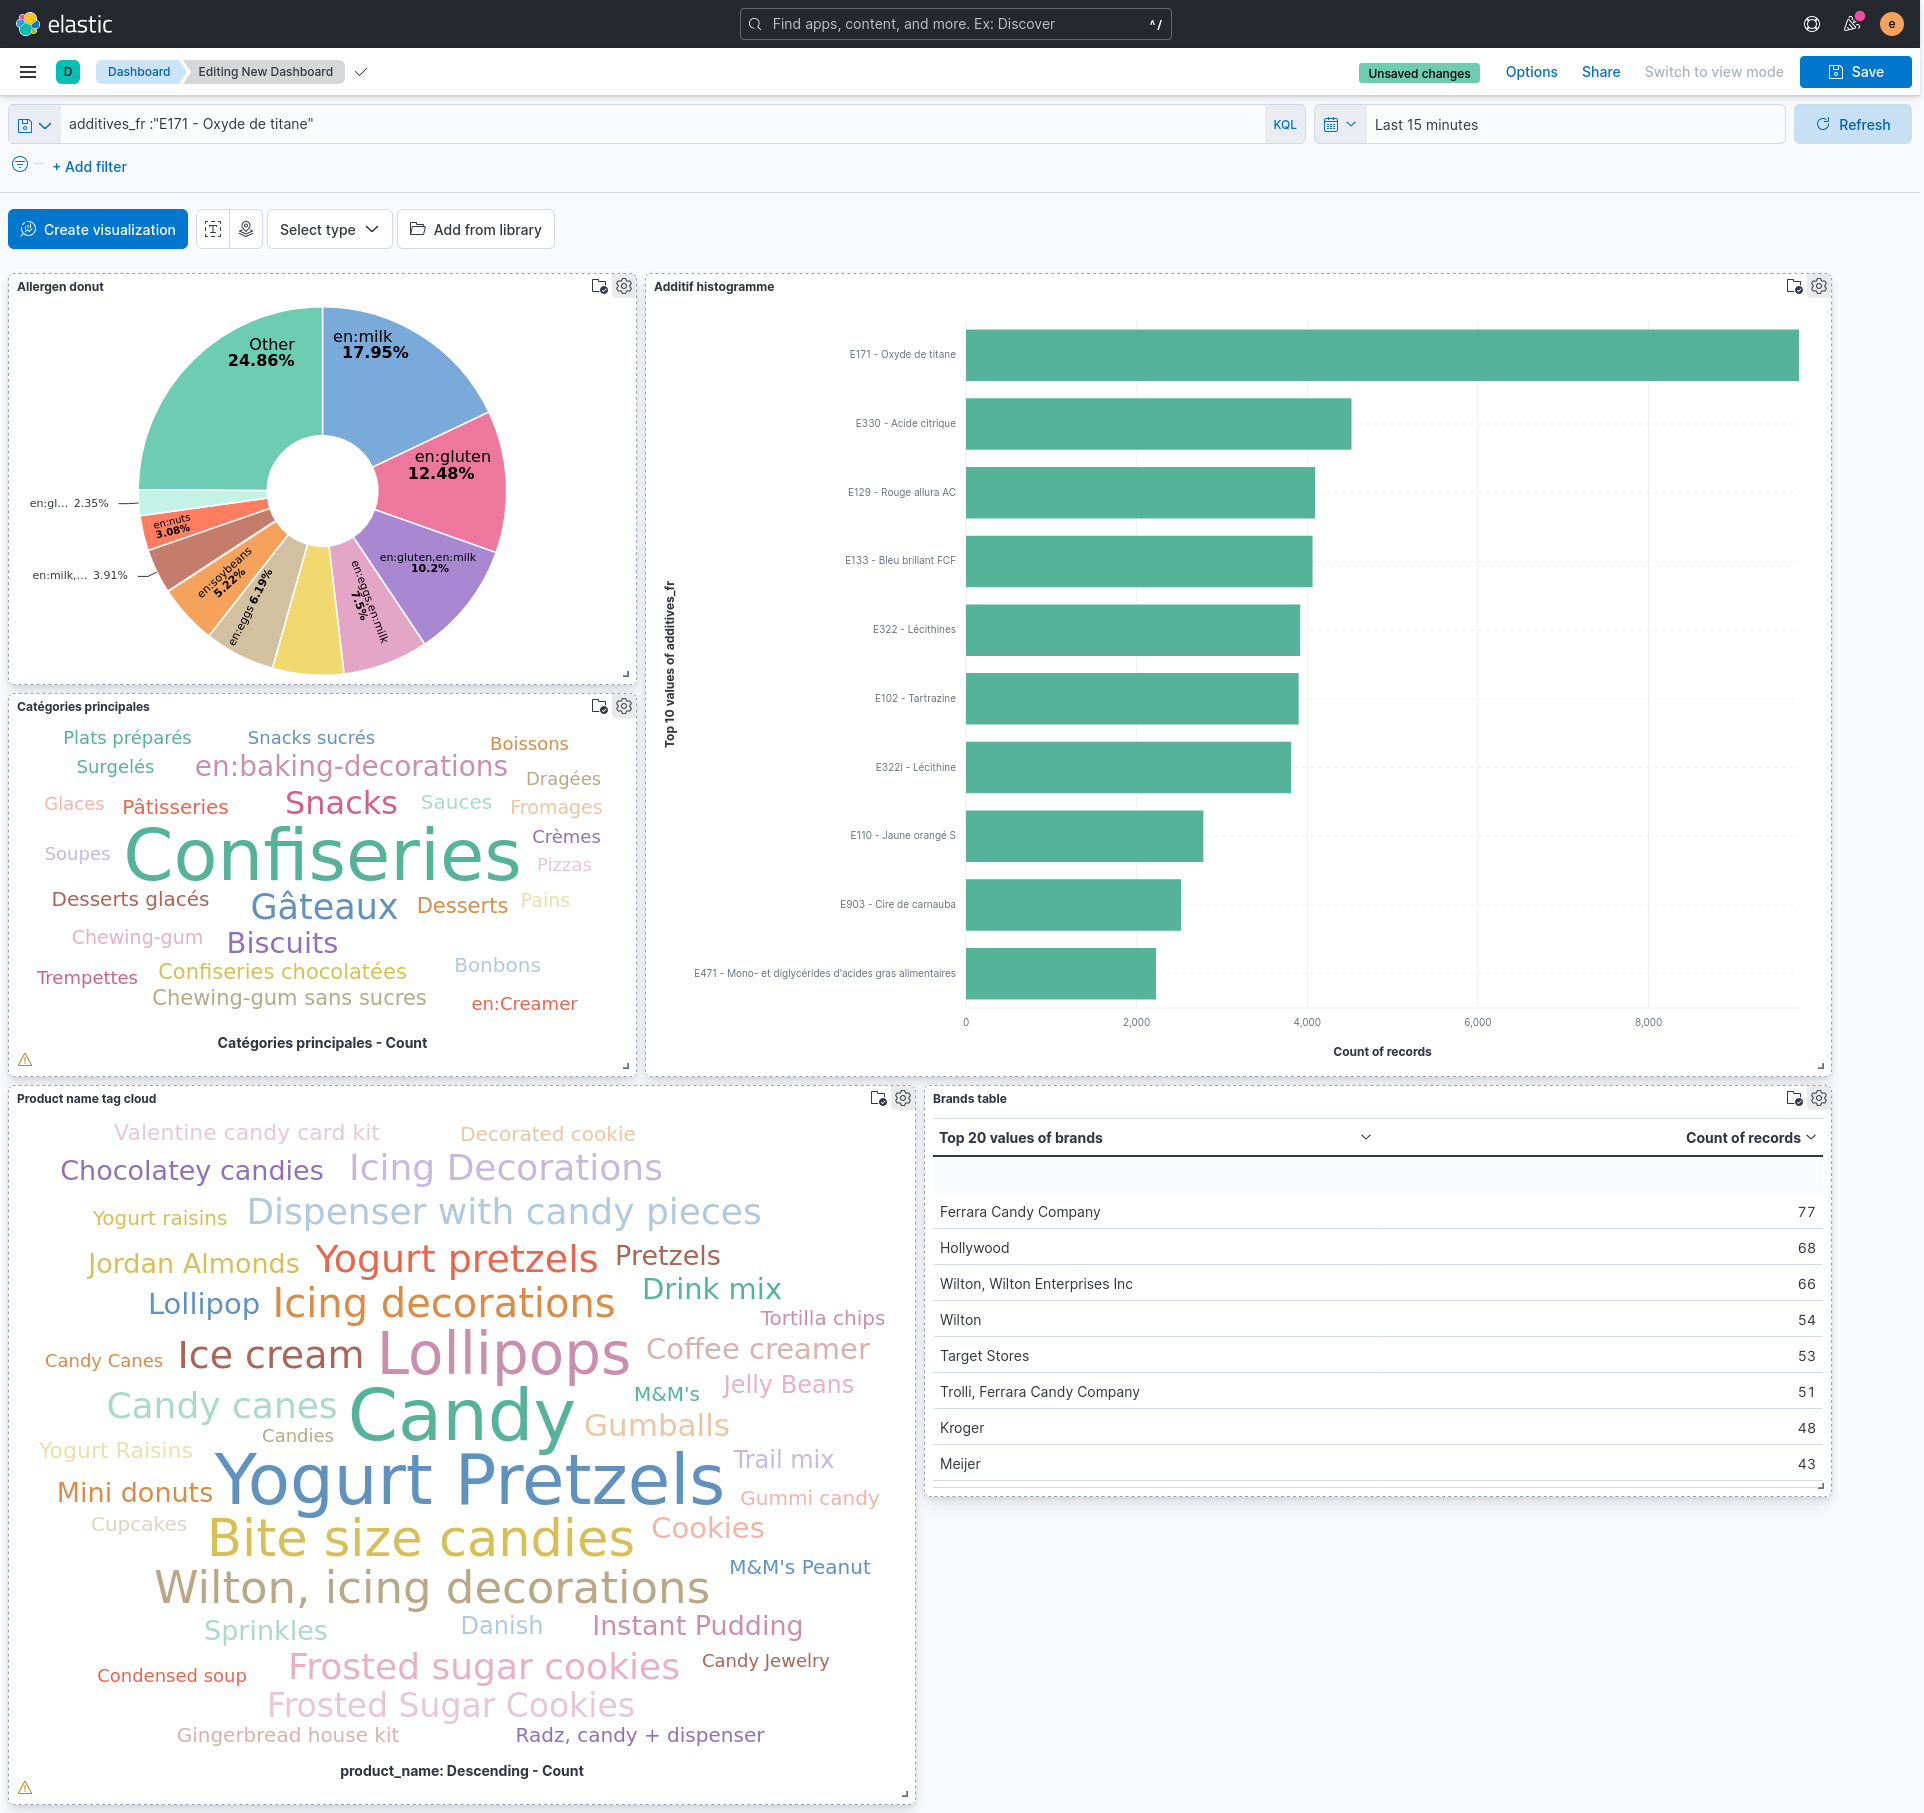 elastic
Find apps, content, and more. Ex: Discover
^/
e
D
Dashboard
Editing New Dashboard
Unsaved changes
Options
Share
Switch to view mode
Save
additives_fr :"E171 - Oxyde de titane"
KQL
Last 15 minutes
Refresh
+ Add filter
Create visualization
Select type
Add from library
Allergen donut
Other
24.86%
en:milk
17.95%
en:gluten
12.48%
en:gluten,en:milk
10.2%
en:eggs,en:milk
7.5%
en:eggs 6.19%
en:soybeans
5.22%
en:milk,... 3.91%
en:nuts
3.08%
en:gl... 2.35%
Additif histogramme
Top 10 values of additives_fr
E171 - Oxyde de titane
E330 - Acide citrique
E129 - Rouge allura AC
E133 - Bleu brillant FCF
E322 - Lécithines
E102 - Tartrazine
E322i - Lécithine
E110 - Jaune orangé S
E903 - Cire de carnauba
E471 - Mono- et diglycérides d'acides gras alimentaires
0
2,000
4,000
6,000
8,000
Count of records
Catégories principales
Plats préparés
Snacks sucrés
Boissons
Surgelés
en:baking-decorations
Dragées
Glaces
Pâtisseries
Snacks
Sauces
Fromages
Confiseries
Crèmes
Soupes
Pizzas
Desserts glacés
Gâteaux
Desserts
Pains
Chewing-gum
Biscuits
Trempettes
Confiseries chocolatées
Bonbons
Chewing-gum sans sucres
en:Creamer
Catégories principales - Count
Product name tag cloud
Valentine candy card kit
Decorated cookie
Chocolatey candies
Icing Decorations
Yogurt raisins
Dispenser with candy pieces
Jordan Almonds
Yogurt pretzels
Pretzels
Drink mix
Lollipop
Icing decorations
Tortilla chips
Candy Canes
Ice cream
Lollipops
Coffee creamer
Candy canes
Candy
M&M's
Jelly Beans
Candies
Gumballs
Yogurt Raisins
Yogurt Pretzels
Trail mix
Mini donuts
Gummi candy
Cupcakes
Bite size candies
Cookies
M&M's Peanut
Wilton, icing decorations
Sprinkles
Danish
Instant Pudding
Condensed soup
Frosted sugar cookies
Candy Jewelry
Frosted Sugar Cookies
Gingerbread house kit
Radz, candy + dispenser
product_name: Descending - Count
Brands table
Top 20 values of brands
Count of records
Ferrara Candy Company 77
Hollywood 68
Wilton, Wilton Enterprises Inc 66
Wilton 54
Target Stores 53
Trolli, Ferrara Candy Company 51
Kroger 48
Meijer 43